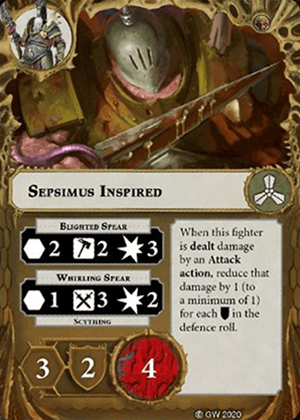 SEPSIMUS INSPIRED
BLIGHTED SPEAR
2 2 3
WHIRLING SPEAR
1 3 2
SCYTHING
When this fighter
is dealt damage
by an Attack
action, reduce that
damage by 1 (to
a minimum of 1)
for each in the
defence roll.
3 2 4
© GW 2020